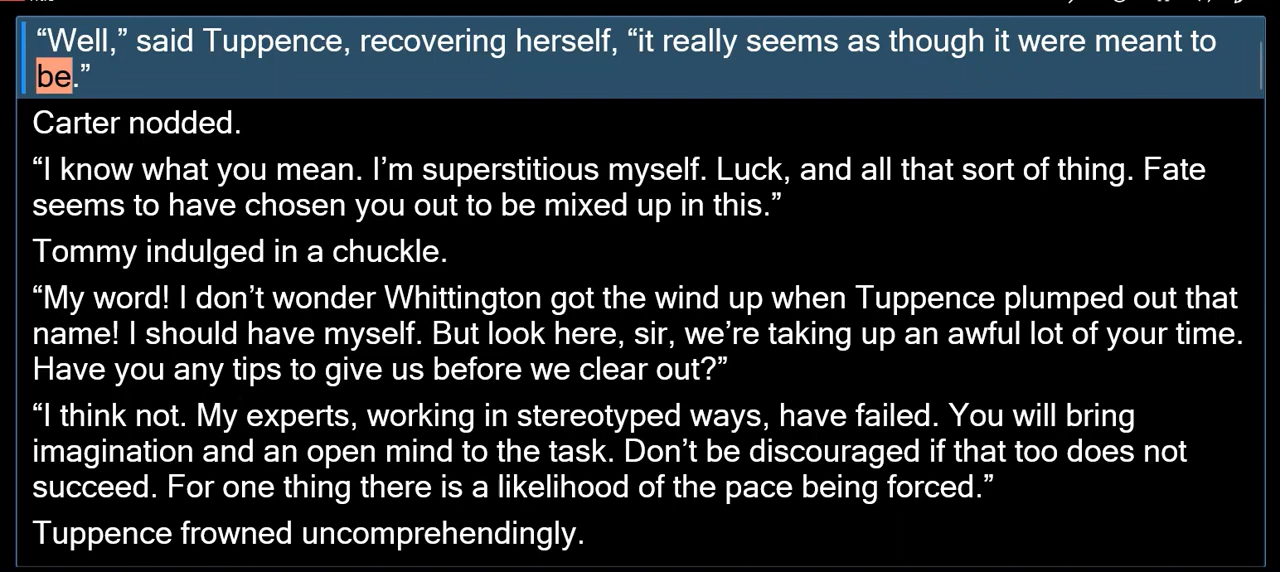 “Well,” said Tuppence, recovering herself, “it really seems as though it were meant to
be.”
Carter nodded.
“I know what you mean. I’m superstitious myself. Luck, and all that sort of thing. Fate
seems to have chosen you out to be mixed up in this.”
Tommy indulged in a chuckle.
“My word! I don’t wonder Whittington got the wind up when Tuppence plumped out that
name! I should have myself. But look here, sir, we’re taking up an awful lot of your time.
Have you any tips to give us before we clear out?”
“I think not. My experts, working in stereotyped ways, have failed. You will bring
imagination and an open mind to the task. Don’t be discouraged if that too does not
succeed. For one thing there is a likelihood of the pace being forced.”
Tuppence frowned uncomprehendingly.